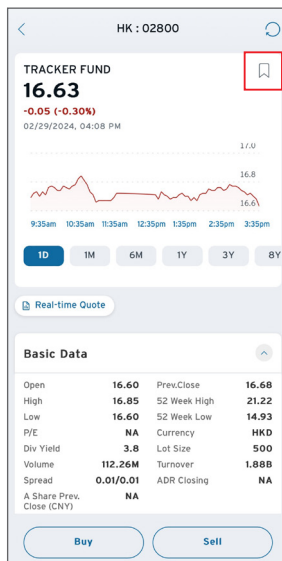 HK : 02800
TRACKER FUND
16.63
-0.05 (-0.30%)
02/29/2024, 04:08 PM
17.0
16.8
16.6
9:35am 10:35am 11:35am 12:35pm 1:35pm 2:35pm 3:35pm
1D 1M 6M 1Y 3Y 8Y
Real-time Quote
Basic Data
Open 16.60 Prev.Close 16.68
High 16.85 52 Week High 21.22
Low 16.60 52 Week Low 14.93
P/E NA Currency HKD
Div Yield 3.8 Lot Size 500
Volume 112.26M Turnover 1.88B
Spread 0.01/0.01 ADR Closing NA
A Share Prev. NA
Close (CNY)
Buy Sell